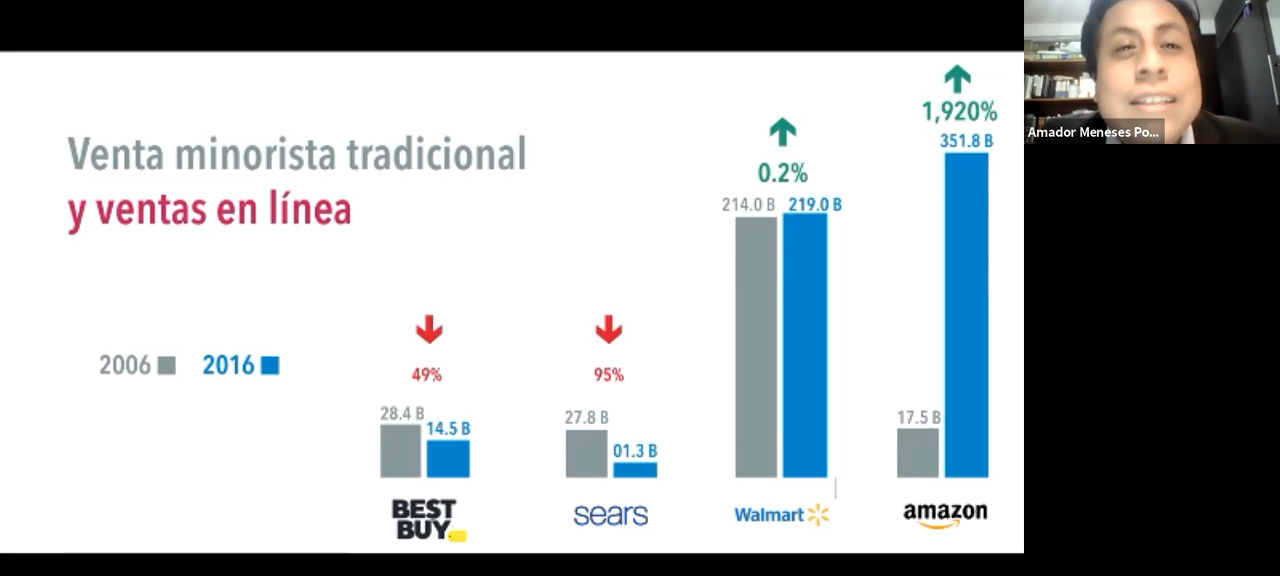 Venta minorista tradicional
y ventas en línea
2006 2016
49%
28.4 B
14.5 B
BEST
BUY
95%
27.8 B
01.3 B
sears
0.2%
214.0 B 219.0 B
Walmart
1,920%
351.8 B
17.5 B
amazon
Amador Meneses Po...